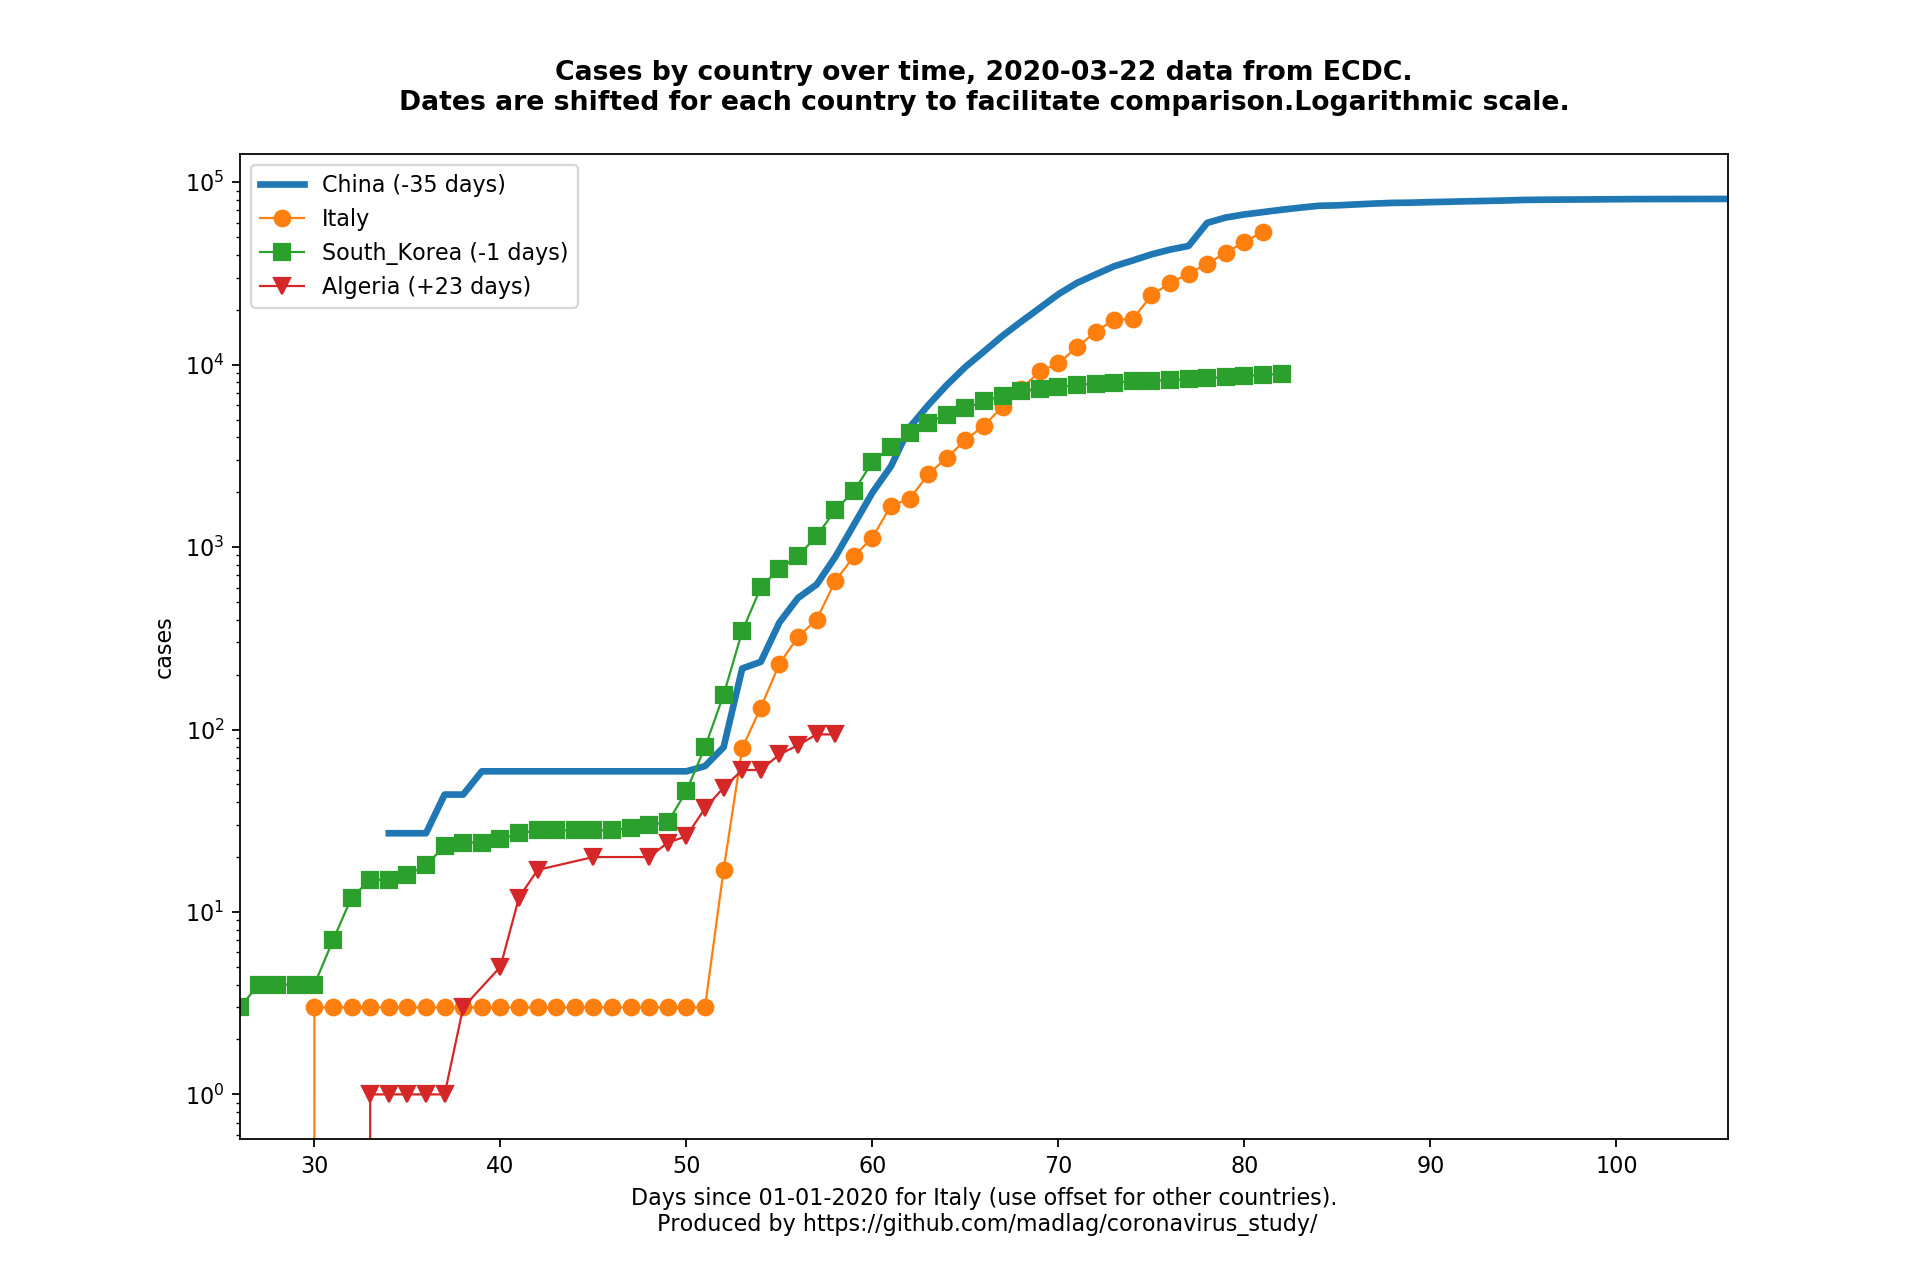 Cases by country over time, 2020-03-22 data from ECDC.
Dates are shifted for each country to facilitate comparison.Logarithmic scale.
China (-35 days)
Italy
South_Korea (-1 days)
Algeria (+23 days)
10⁵
10⁴
10³
10²
10¹
10⁰
cases
30 40 50 60 70 80 90 100
Days since 01-01-2020 for Italy (use offset for other countries).
Produced by https://github.com/madlag/coronavirus_study/